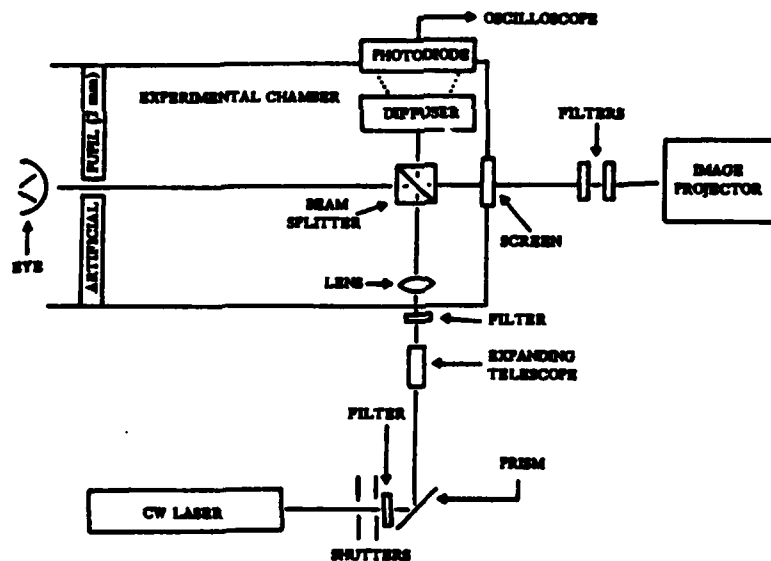 OSCILLOSCOPE
PHOTODIODE
EXPERIMENTAL CHAMBER
DIFFUSER
PUPIL (7 mm)
ARTIFICIAL
FILTERS
IMAGE
PROJECTOR
BEAM
SPLITTER
SCREEN
EYE
LENS
FILTER
EXPANDING
TELESCOPE
FILTER
PRISM
CW LASER
SHUTTERS